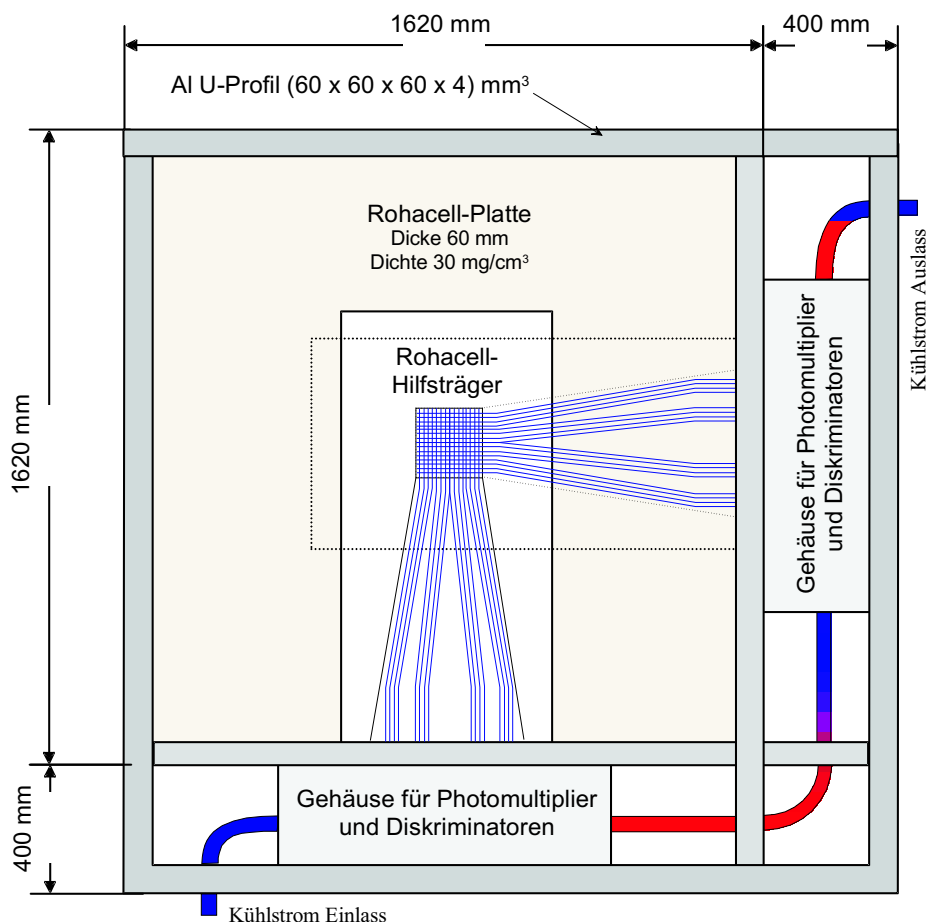 1620 mm
400 mm
Al U-Profil (60 x 60 x 60 x 4) mm³
Rohacell-Platte
Dicke 60 mm
Dichte 30 mg/cm³
Rohacell-
Hilfsträger
1620 mm
400 mm
Gehäuse für Photomultiplier
und Diskriminatoren
Kühlstrom Auslass
Gehäuse für Photomultiplier
und Diskriminatoren
Kühlstrom Einlass